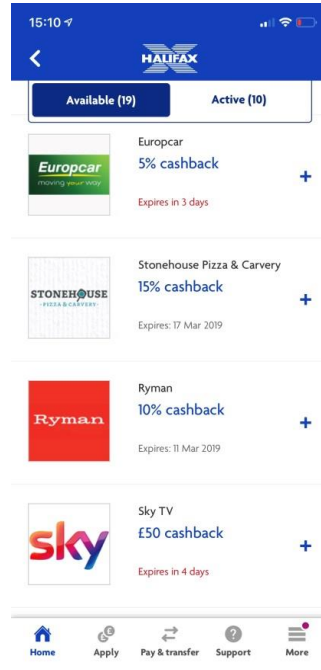 15:10
HALIFAX
Available (19)
Active (10)
Europcar
moving your way
Europcar
5% cashback
Expires in 3 days
STONEHOUSE
PIZZA & CARVERY
Stonehouse Pizza & Carvery
15% cashback
Expires: 17 Mar 2019
Ryman
Ryman
10% cashback
Expires: 11 Mar 2019
sky
Sky TV
£50 cashback
Expires in 4 days
Home
Apply
Pay & transfer
Support
More